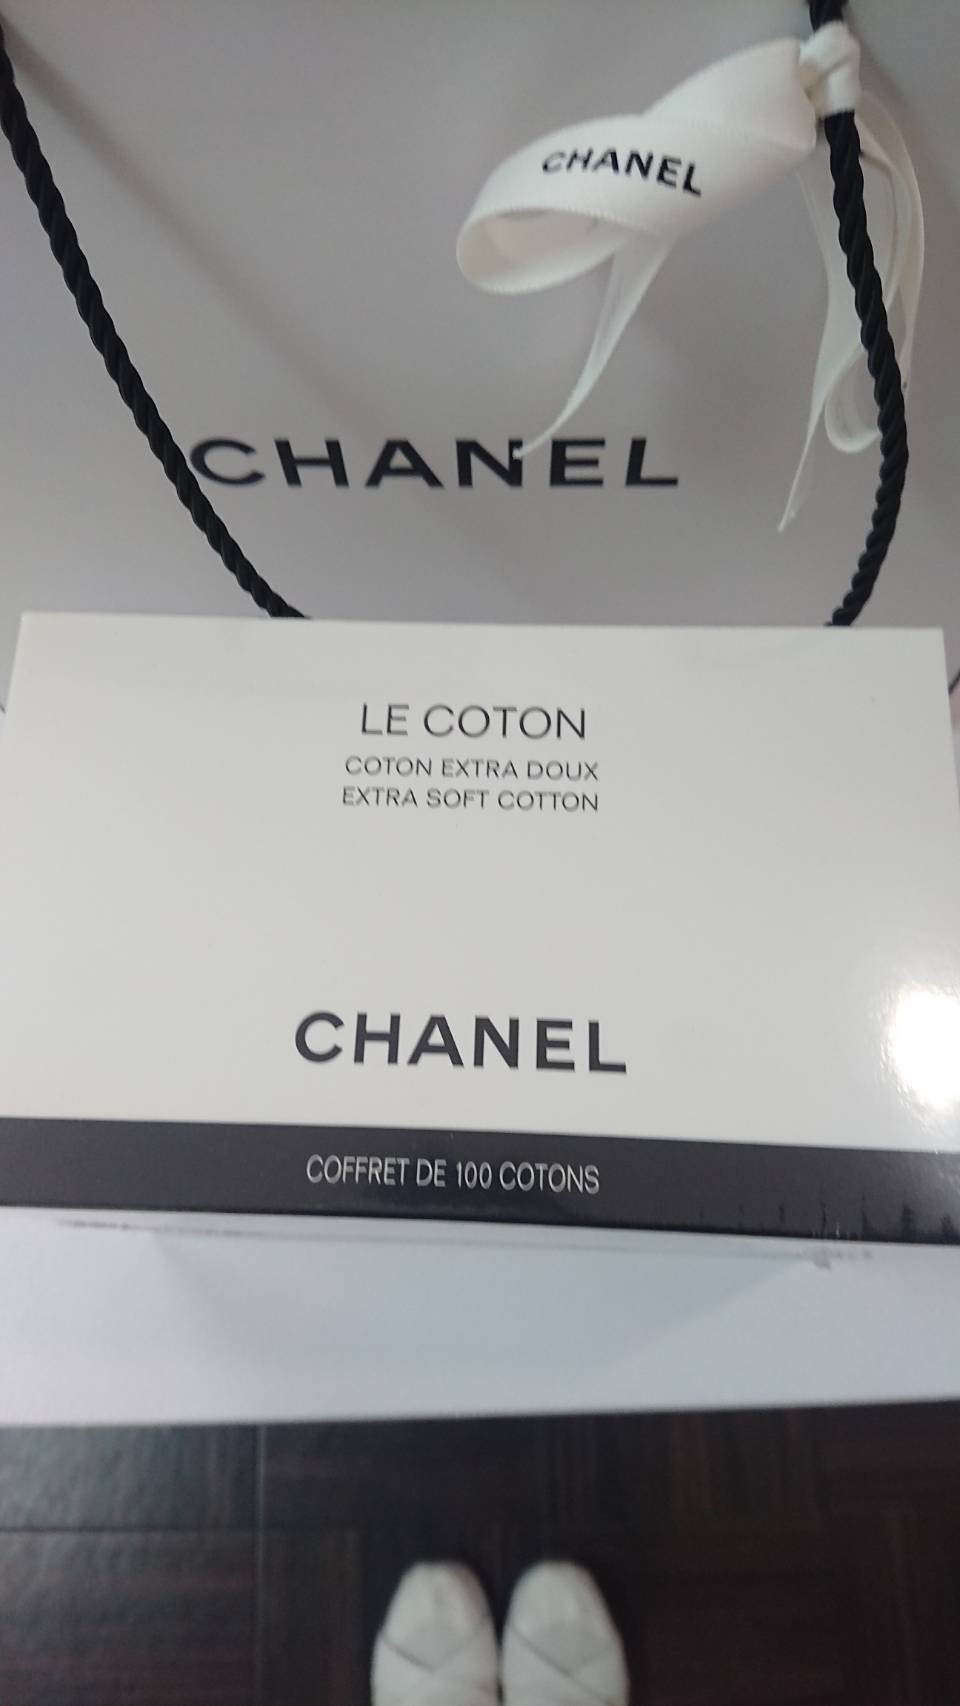 CHANEL
CHANEL
LE COTON
COTON EXTRA DOUX
EXTRA SOFT COTTON
CHANEL
COFFRET DE 100 COTONS